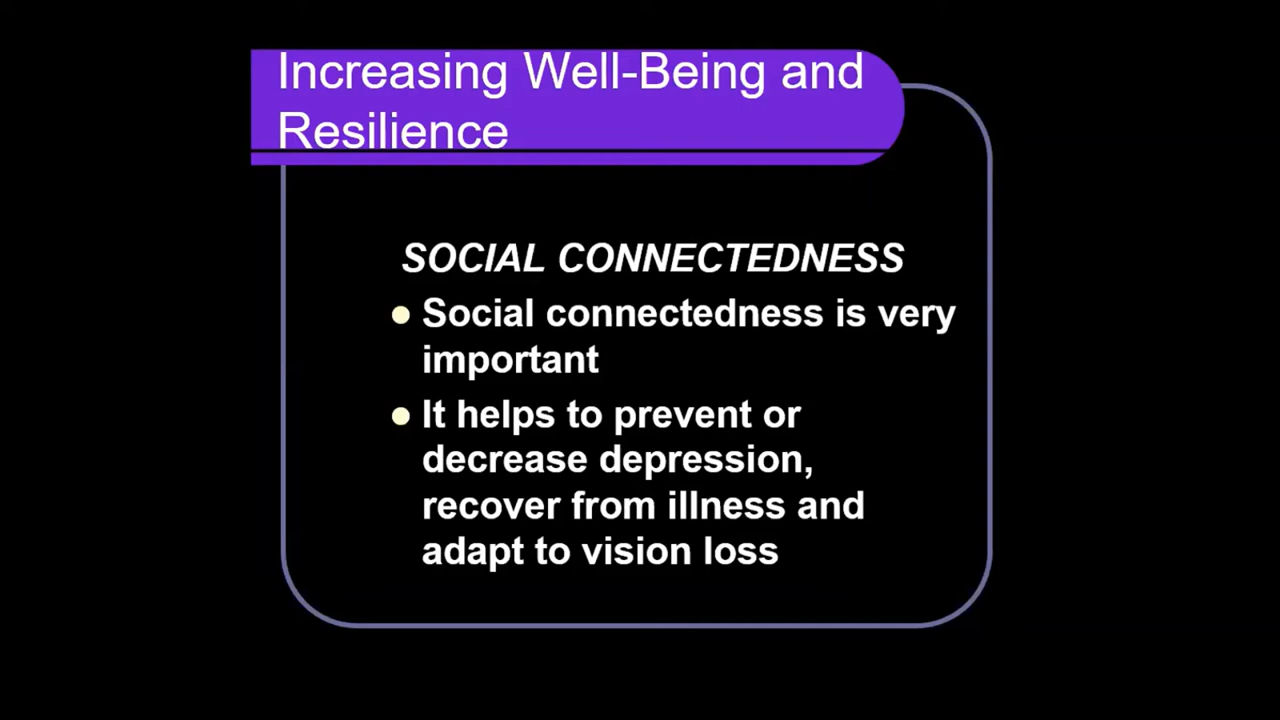 Increasing Well-Being and
Resilience
SOCIAL CONNECTEDNESS
Social connectedness is very
important
It helps to prevent or
decrease depression,
recover from illness and
adapt to vision loss